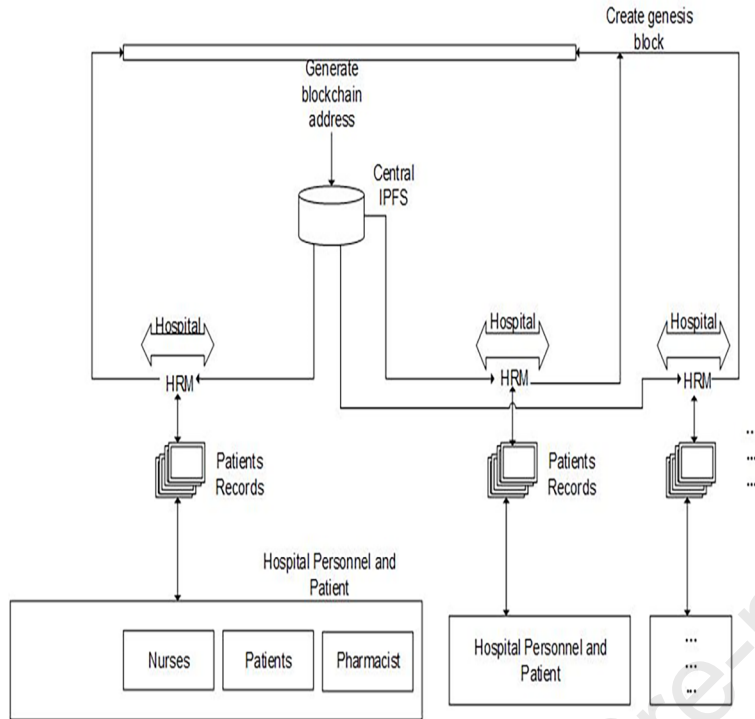 Create genesis
block
Generate
blockchain
address
Central
IPFS
Hospital
Hospital
Hospital
HRM
HRM
HRM
Patients
Records
Patients
Records
...
...
...
Hospital Personnel and
Patient
Nurses
Patients
Pharmacist
Hospital Personnel and
Patient
...
...
...